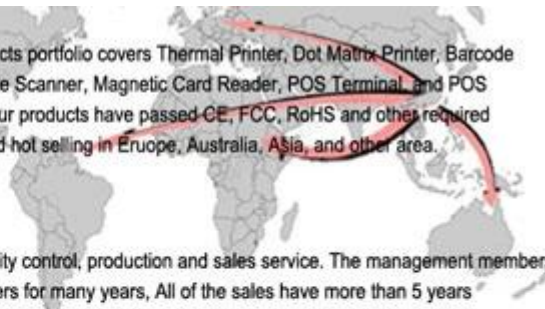 cts portfolio covers Thermal Printer, Dot Matrix Printer, Barcode
e Scanner, Magnetic Card Reader, POS Terminal, and POS
ur products have passed CE, FCC, RoHS and other required
d hot selling in Eruope, Australia, Asia, and other area.
ity control, production and sales service. The management member
ers for many years, All of the sales have more than 5 years